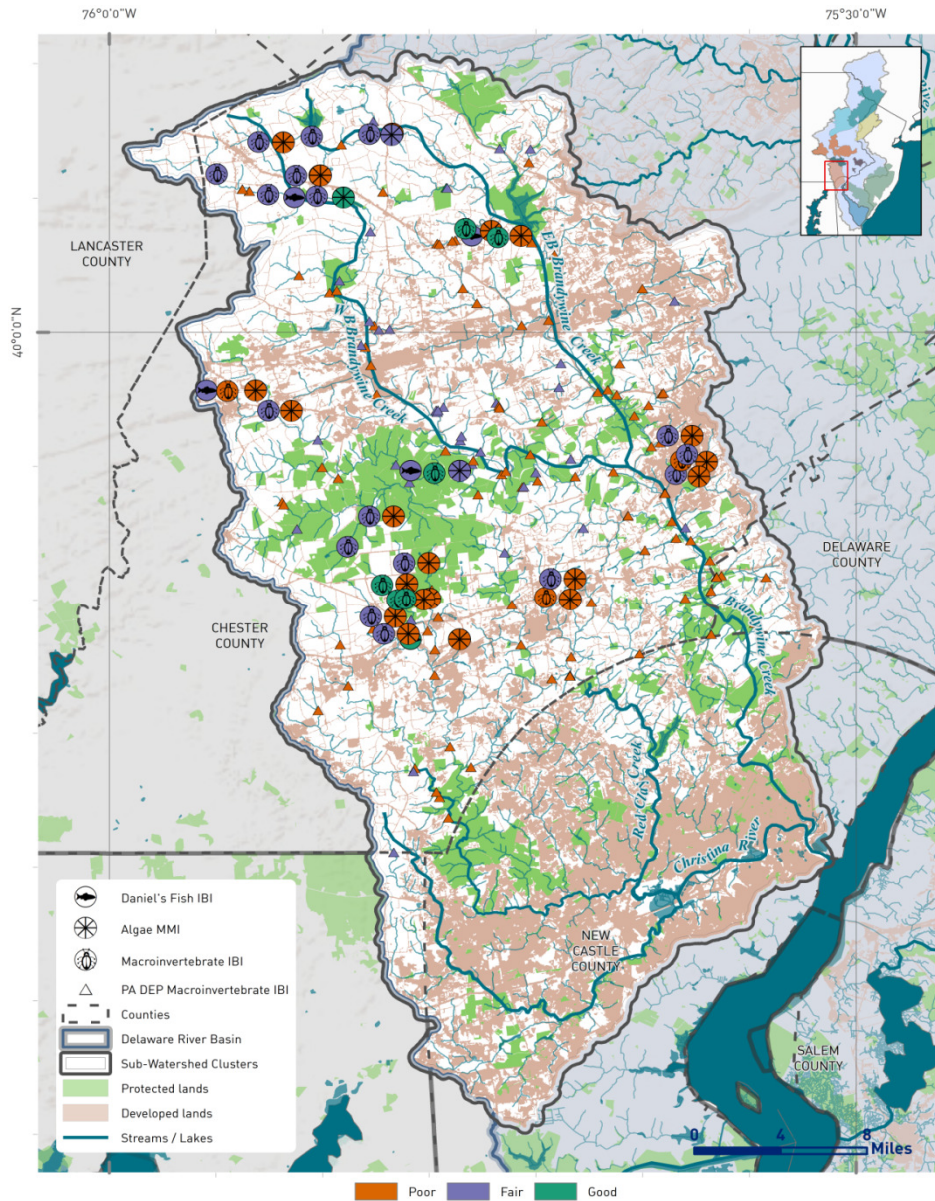 76°0'0"W
75°30'0"W
River
LANCASTER
COUNTY
EB Brandywine
Creek
40°0'0"N
W B Brandywine Creek
DELAWARE
COUNTY
CHESTER
COUNTY
Brandywine Creek
Red Clay Creek
Christina River
NEW
CASTLE
COUNTY
SALEM
COUNTY
Daniel's Fish IBI
Algae MMI
Macroinvertebrate IBI
PA DEP Macroinvertebrate IBI
Counties
Delaware River Basin
Sub-Watershed Clusters
Protected lands
Developed lands
Streams / Lakes
0 4 8
Miles
Poor Fair Good